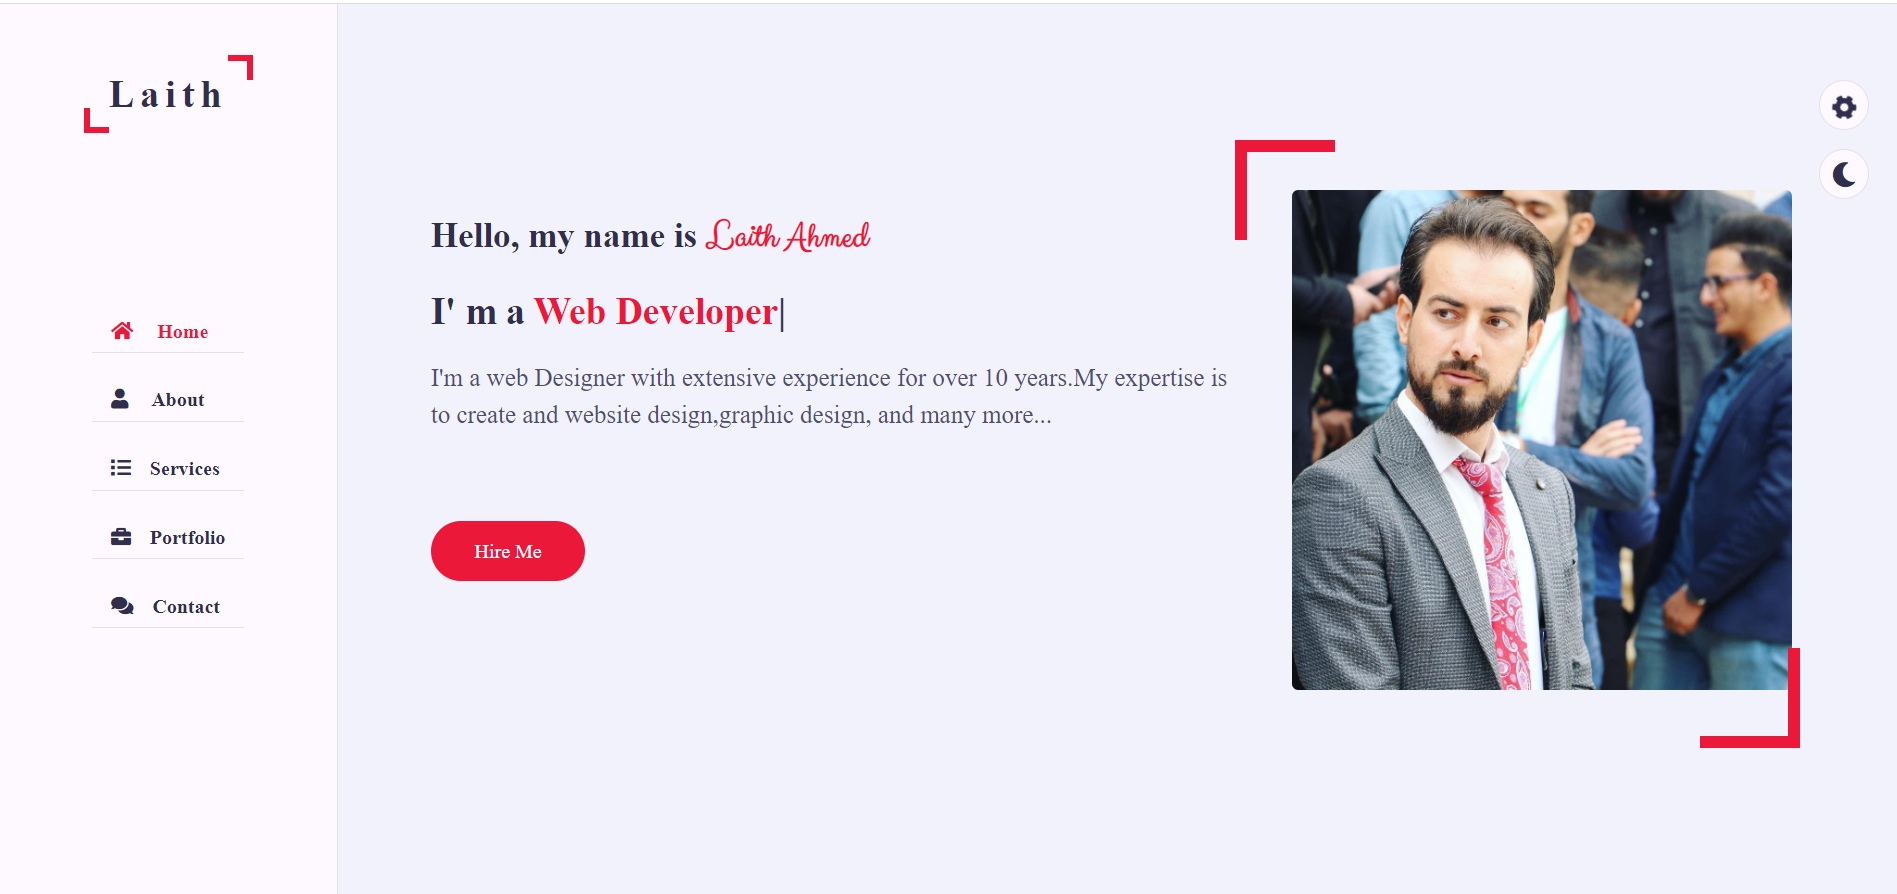 Laith
Home
About
Services
Portfolio
Contact
Hello, my name is Laith Ahmed
I' m a Web Developer|
I'm a web Designer with extensive experience for over 10 years.My expertise is
to create and website design,graphic design, and many more...
Hire Me